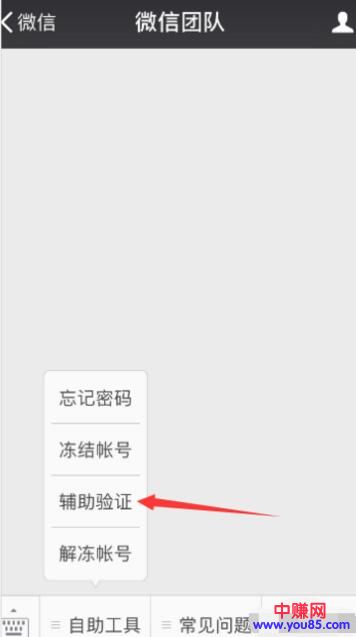 微信
微信团队
忘记密码
冻结帐号
辅助验证
解冻帐号
自助工具
常见问题
中赚网
www.you85.com